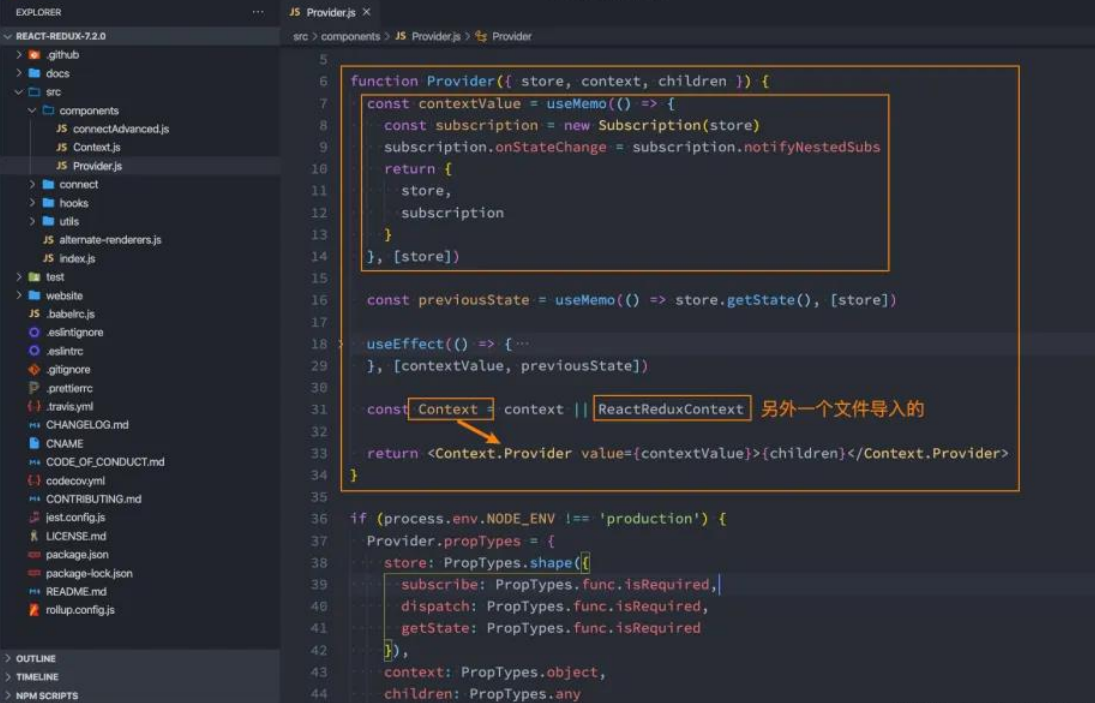 EXPLORER
···
REACT-REDUX-7.2.0
.github
docs
src
components
JS connectAdvanced.js
JS Context.js
JS Provider.js
connect
hooks
utils
JS alternate-renderers.js
JS index.js
test
website
JS .babelrc.js
.eslintignore
.eslintrc
.gitignore
.prettierrc
{··} .travis.yml
CHANGELOG.md
CNAME
CODE_OF_CONDUCT.md
{··} codecov.yml
CONTRIBUTING.md
jest.config.js
LICENSE.md
package.json
package-lock.json
README.md
rollup.config.js
OUTLINE
TIMELINE
NPM SCRIPTS
JS Provider.js ×
src > components > JS Provider.js > Provider
5
6 function Provider({ store, context, children }) {
7 const contextValue = useMemo(() => {
8 const subscription = new Subscription(store)
9 subscription.onStateChange = subscription.notifyNestedSubs
10 return {
11 store,
12 subscription
13 }
14 }, [store])
15
16 const previousState = useMemo(() => store.getState(), [store])
17
18 useEffect(() => {···
29 }, [contextValue, previousState])
30
31 const Context = context || ReactReduxContext 另外一个文件导入的
32
33 return <Context.Provider value={contextValue}>{children}</Context.Provider>
34 }
35
36 if (process.env.NODE_ENV !== 'production') {
37 Provider.propTypes = {
38 store: PropTypes.shape({
39 subscribe: PropTypes.func.isRequired,
40 dispatch: PropTypes.func.isRequired,
41 getState: PropTypes.func.isRequired
42 }),
43 context: PropTypes.object,
44 children: PropTypes.any